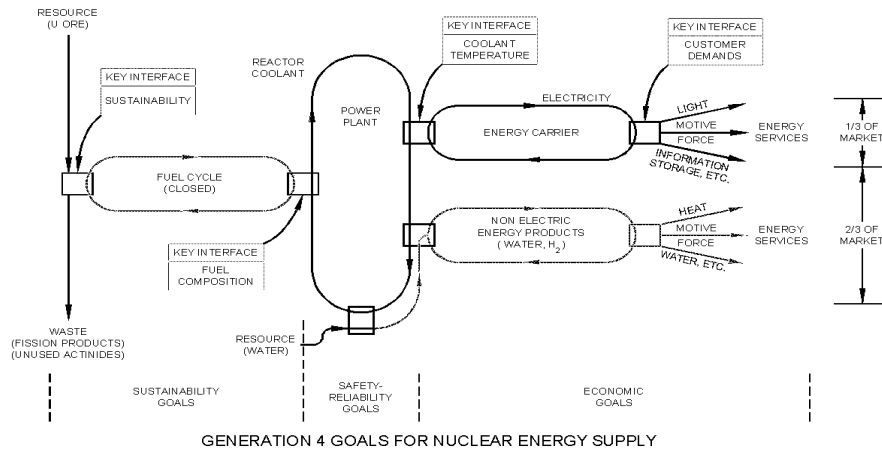 RESOURCE
(U ORE)
KEY INTERFACE
SUSTAINABILITY
FUEL CYCLE
(CLOSED)
KEY INTERFACE
FUEL
COMPOSITION
WASTE
(FISSION PRODUCTS)
(UNUSED ACTINIDES)
REACTOR
COOLANT
POWER
PLANT
RESOURCE
(WATER)
KEY INTERFACE
COOLANT
TEMPERATURE
ELECTRICITY
ENERGY CARRIER
KEY INTERFACE
CUSTOMER
DEMANDS
LIGHT
MOTIVE
FORCE
INFORMATION
STORAGE, ETC.
ENERGY
SERVICES
1/3 OF
MARKET
NON ELECTRIC
ENERGY PRODUCTS
(WATER, H2)
HEAT
MOTIVE
FORCE
WATER, ETC.
ENERGY
SERVICES
2/3 OF
MARKET
SUSTAINABILITY
GOALS
SAFETY-
RELIABILITY
GOALS
ECONOMIC
GOALS
GENERATION 4 GOALS FOR NUCLEAR ENERGY SUPPLY